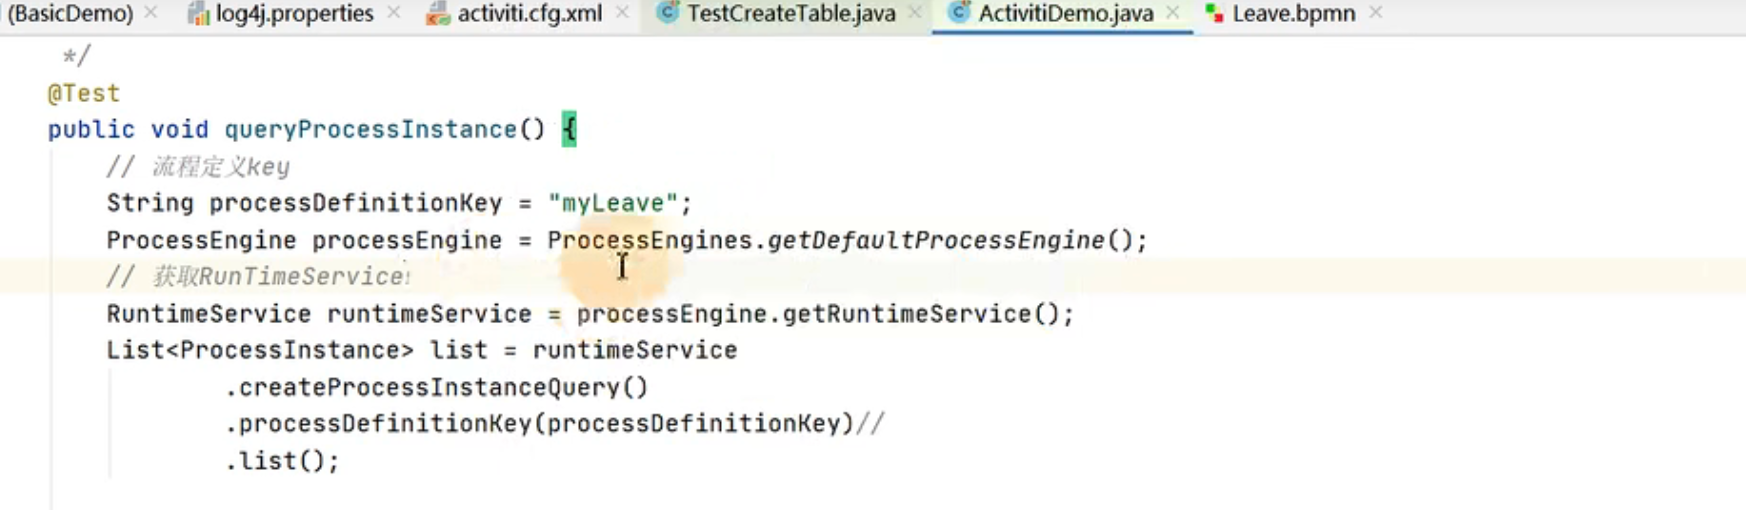 (BasicDemo) × log4j.properties × activiti.cfg.xml × TestCreateTable.java × ActivitiDemo.java × Leave.bpmn ×
*/
@Test
public void queryProcessInstance() {
// 流程定义key
String processDefinitionKey = "myLeave";
ProcessEngine processEngine = ProcessEngines.getDefaultProcessEngine();
// 获取RunTimeService
RuntimeService runtimeService = processEngine.getRuntimeService();
List<ProcessInstance> list = runtimeService
.createProcessInstanceQuery()
.processDefinitionKey(processDefinitionKey)//
.list();